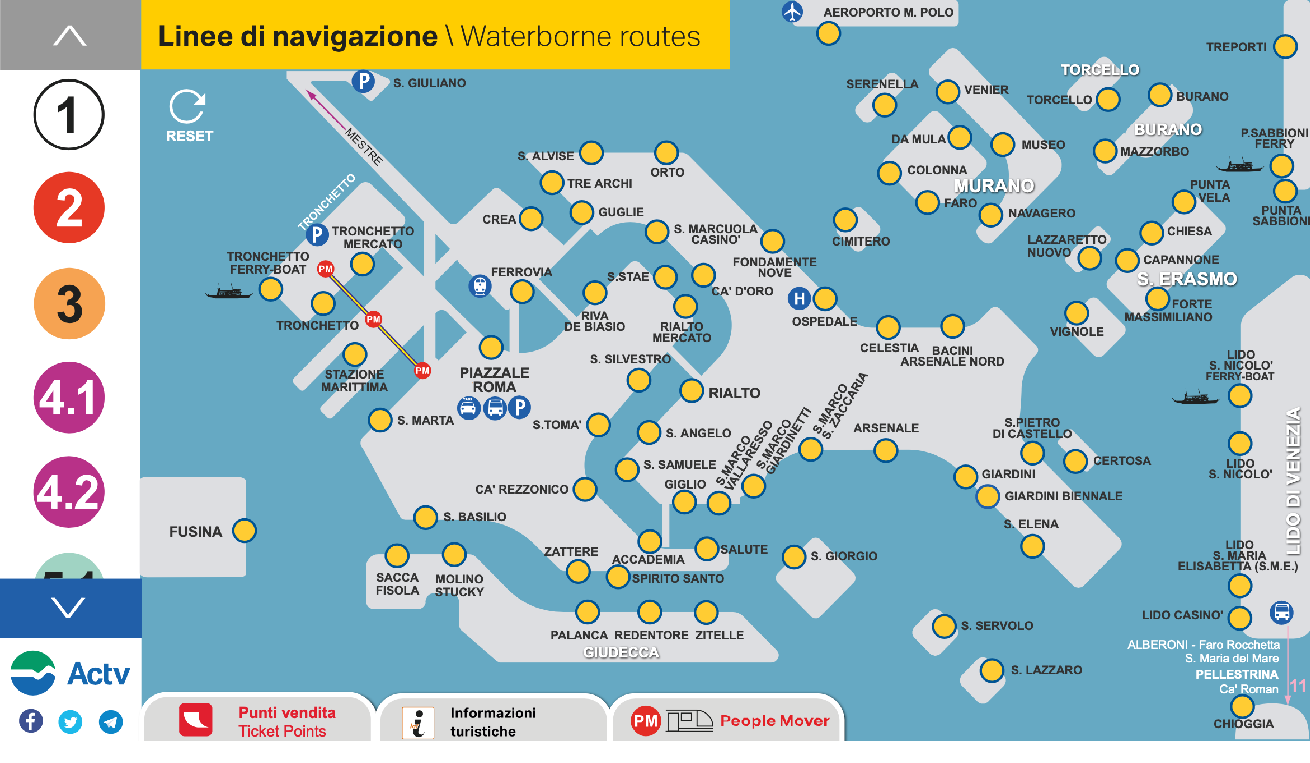 Linee di navigazione \ Waterborne routes
1
2
3
4.1
4.2
5.1
Actv
RESET
P
S. GIULIANO
MESTRE
AEROPORTO M. POLO
TREPORTI
SERENELLA
VENIER
TORCELLO
TORCELLO
BURANO
BURANO
MAZZORBO
DA MULA
MUSEO
COLONNA
MURANO
FARO
NAVAGERO
P.SABBIONI
FERRY
PUNTA
SABBIONI
PUNTA
VELA
CHIESA
LAZZARETTO
NUOVO
CAPANNONE
S. ERASMO
FORTE
MASSIMILIANO
VIGNOLE
CIMITERO
S. ALVISE
ORTO
TRE ARCHI
CREA
GUGLIE
S. MARCUOLA
CASINO'
FONDAMENTE
NOVE
TRONCHETTO
P
TRONCHETTO
MERCATO
TRONCHETTO
FERRY-BOAT
PM
TRONCHETTO
PM
PM
STAZIONE
MARITTIMA
FERROVIA
S.STAE
CA' D'ORO
RIVA
DE BIASIO
RIALTO
MERCATO
H
OSPEDALE
CELESTIA
BACINI
ARSENALE NORD
PIAZZALE
ROMA
P
S. SILVESTRO
RIALTO
S. MARTA
S.TOMA'
S. ANGELO
S. SAMUELE
CA' REZZONICO
GIGLIO
S.MARCO
VALLARESSO
S.MARCO
GIARDINETTI
S.MARCO
S. ZACCARIA
ARSENALE
S.PIETRO
DI CASTELLO
CERTOSA
GIARDINI
GIARDINI BIENNALE
S. ELENA
LIDO
S. NICOLO'
FERRY-BOAT
LIDO
S. NICOLO'
LIDO DI VENEZIA
LIDO
S. MARIA
ELISABETTA (S.M.E.)
LIDO CASINO'
FUSINA
S. BASILIO
SACCA
FISOLA
MOLINO
STUCKY
ZATTERE
ACCADEMIA
SALUTE
SPIRITO SANTO
S. GIORGIO
PALANCA
REDENTORE
ZITELLE
GIUDECCA
S. SERVOLO
S. LAZZARO
ALBERONI - Faro Rocchetta
S. Maria del Mare
PELLESTRINA
Ca' Roman
11
CHIOGGIA
Punti vendita
Ticket Points
i
Informazioni
turistiche
PM
People Mover